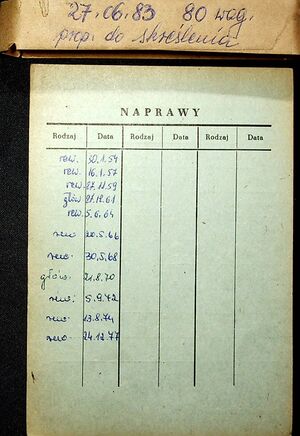 27.06.83 80 wag.
prop. do skreślenia
NAPRAWY
Rodzaj Data Rodzaj Data Rodzaj Data
rew. 30.1.54
rew. 16.1.57
rew. 27.11.59
głów 27.12.61
rew. 5.6.64
rew. 20.5.66
rew. 30.5.68
główn. 21.8.70
rew. 5.9.72
rew. 13.8.74
rew. 24.12.77